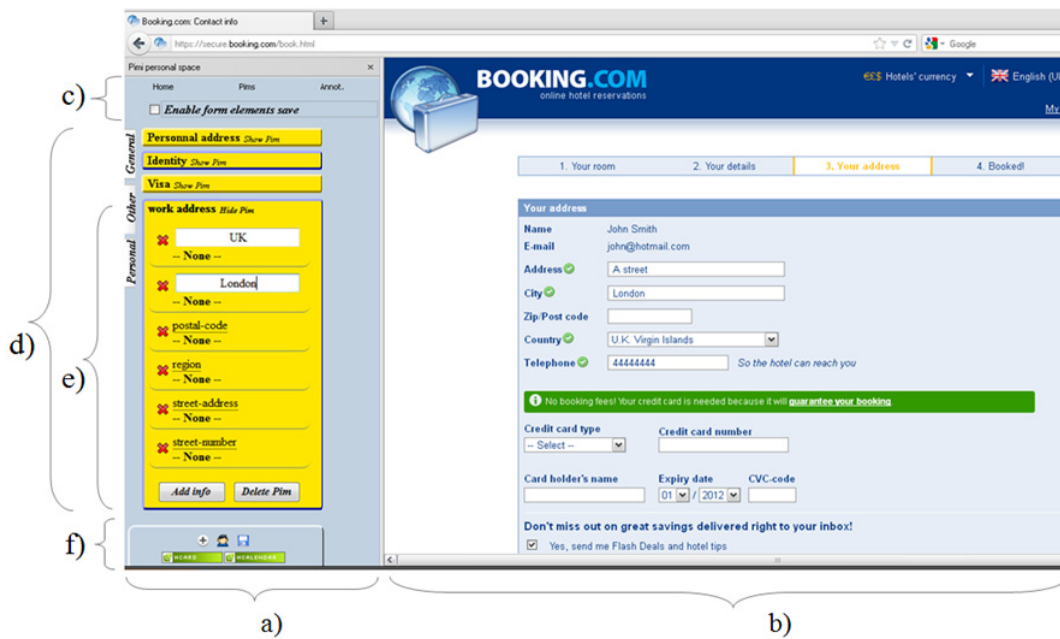 Booking.com: Contact info
+
https://secure.booking.com/book.html
Google
Pimi personal space
×
c)
Home Pims Annot.
Enable form elements save
d)
General
Other
Personal
Personnal address Show Pim
Identity Show Pim
Visa Show Pim
e)
work address Hide Pim
UK
-- None --
London
-- None --
postal-code
-- None --
region
-- None --
street-address
-- None --
street-number
-- None --
Add info Delete Pim
f)
HCARD HCALENDAR
a)
BOOKING.COM
online hotel reservations
€£$ Hotels' currency
English (U
My
1. Your room 2. Your details 3. Your address 4. Booked!
Your address
Name John Smith
E-mail john@hotmail.com
Address A street
City London
Zip/Post code
Country U.K. Virgin Islands
Telephone 44444444 So the hotel can reach you
No booking fees! Your credit card is needed because it will guarantee your booking.
Credit card type Credit card number
-- Select --
Card holder's name Expiry date CVC-code
01 / 2012
Don't miss out on great savings delivered right to your inbox!
Yes, send me Flash Deals and hotel tips
b)